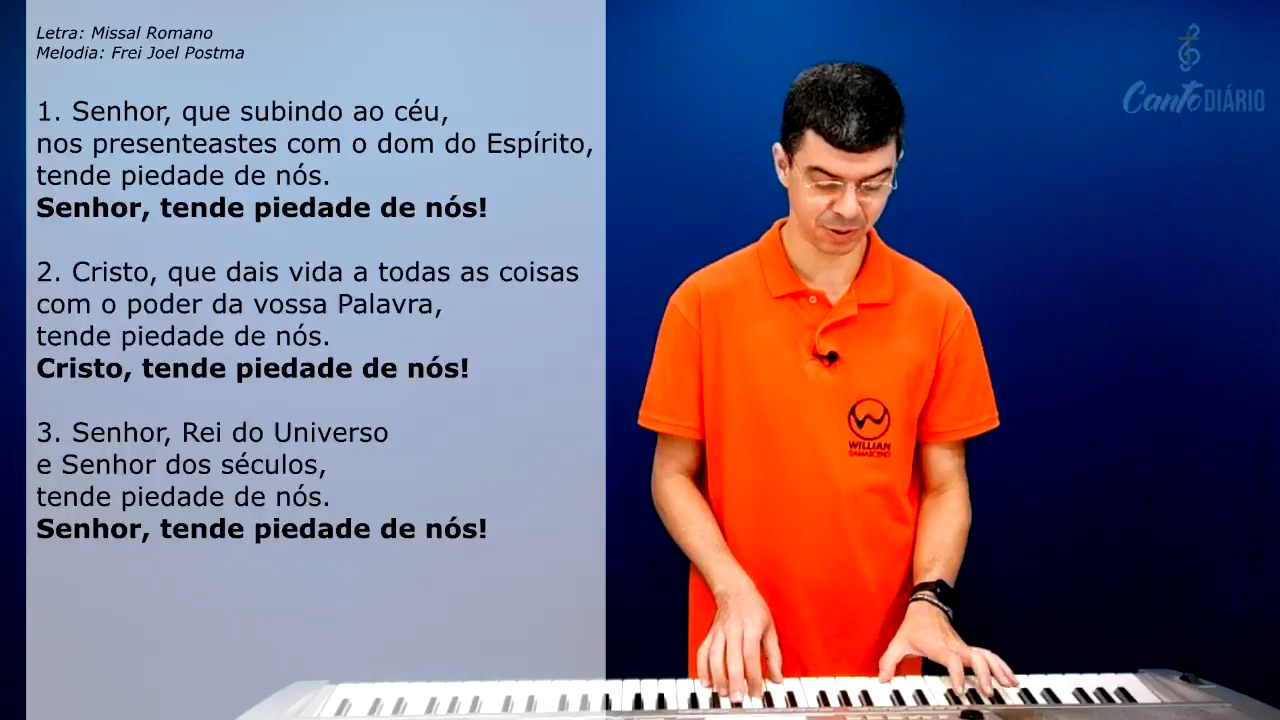 Letra: Missal Romano
Melodia: Frei Joel Postma
1. Senhor, que subindo ao céu,
nos presenteastes com o dom do Espírito,
tende piedade de nós.
Senhor, tende piedade de nós!
2. Cristo, que dais vida a todas as coisas
com o poder da vossa Palavra,
tende piedade de nós.
Cristo, tende piedade de nós!
3. Senhor, Rei do Universo
e Senhor dos séculos,
tende piedade de nós.
Senhor, tende piedade de nós!
Canto DIÁRIO
WILLIAN
DAMASCENO